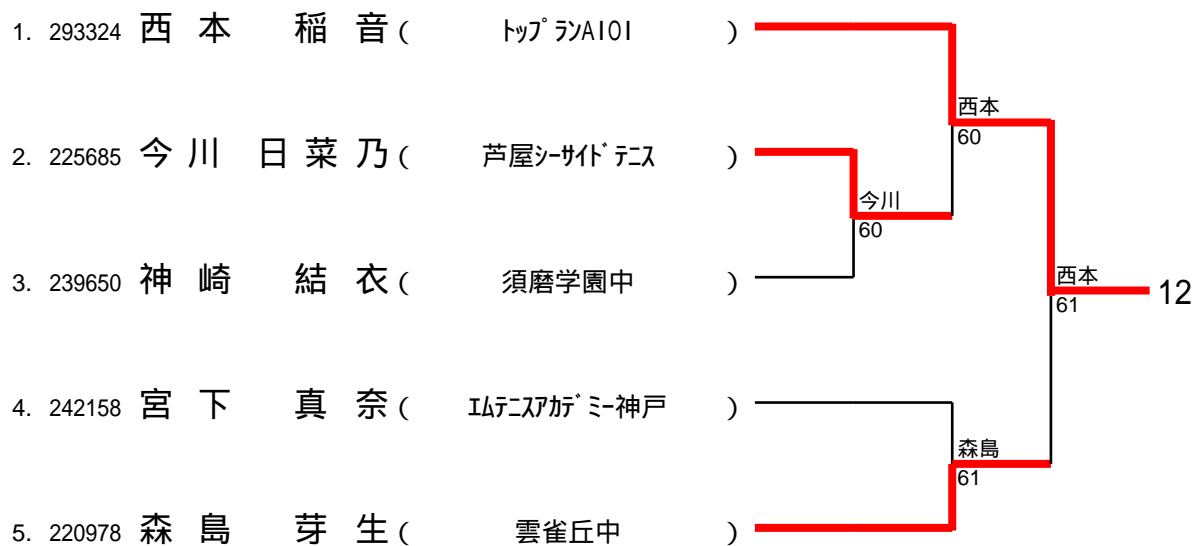 1. 293324 西本 稲音 ( トップランA101 )
西本
60
2. 225685 今川 日菜乃 ( 芦屋シーサイドテニス )
今川
60
3. 239650 神崎 結衣 ( 須磨学園中 )
西本
61
12
4. 242158 宮下 真奈 ( エムテニスアカデミー神戸 )
森島
61
5. 220978 森島 芽生 ( 雲雀丘中 )